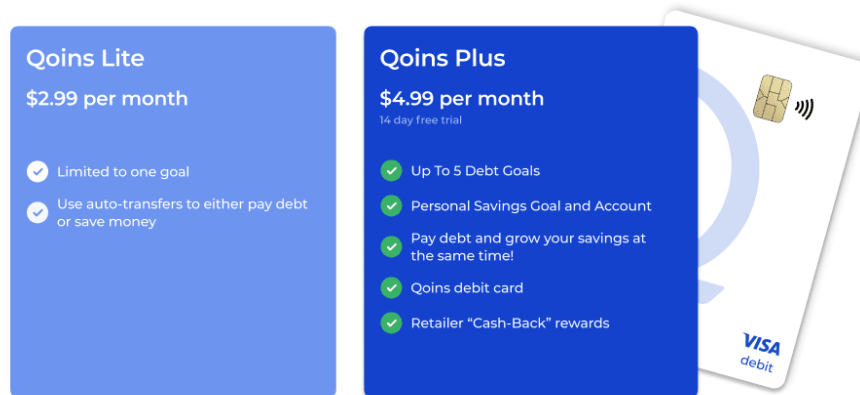 Qoins Lite
$2.99 per month
Limited to one goal
Use auto-transfers to either pay debt
or save money
Qoins Plus
$4.99 per month
14 day free trial
Up To 5 Debt Goals
Personal Savings Goal and Account
Pay debt and grow your savings at
the same time!
Qoins debit card
Retailer “Cash-Back” rewards
VISA
debit